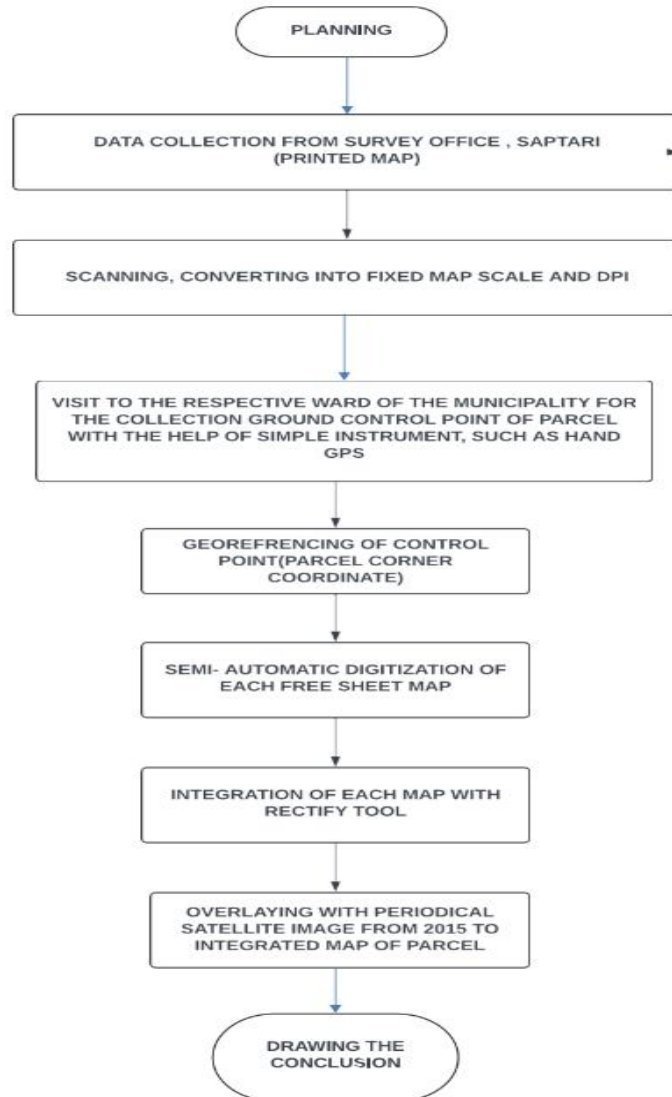 PLANNING
DATA COLLECTION FROM SURVEY OFFICE , SAPTARI
(PRINTED MAP)
SCANNING, CONVERTING INTO FIXED MAP SCALE AND DPI
VISIT TO THE RESPECTIVE WARD OF THE MUNICIPALITY FOR
THE COLLECTION GROUND CONTROL POINT OF PARCEL
WITH THE HELP OF SIMPLE INSTRUMENT, SUCH AS HAND
GPS
GEOREFRENCING OF CONTROL
POINT(PARCEL CORNER
COORDINATE)
SEMI- AUTOMATIC DIGITIZATION OF
EACH FREE SHEET MAP
INTEGRATION OF EACH MAP WITH
RECTIFY TOOL
OVERLAYING WITH PERIODICAL
SATELLITE IMAGE FROM 2015 TO
INTEGRATED MAP OF PARCEL
DRAWING THE
CONCLUSION